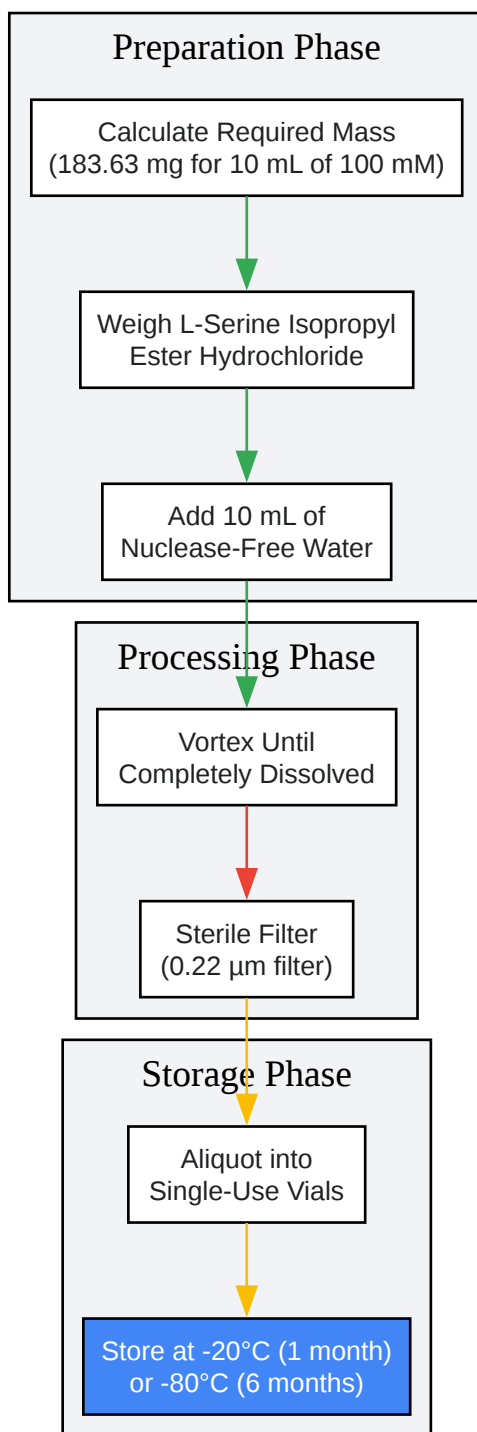 Preparation Phase
Calculate Required Mass
(183.63 mg for 10 mL of 100 mM)
Weigh L-Serine Isopropyl
Ester Hydrochloride
Add 10 mL of
Nuclease-Free Water
Processing Phase
Vortex Until
Completely Dissolved
Sterile Filter
(0.22 µm filter)
Storage Phase
Aliquot into
Single-Use Vials
Store at -20°C (1 month)
or -80°C (6 months)